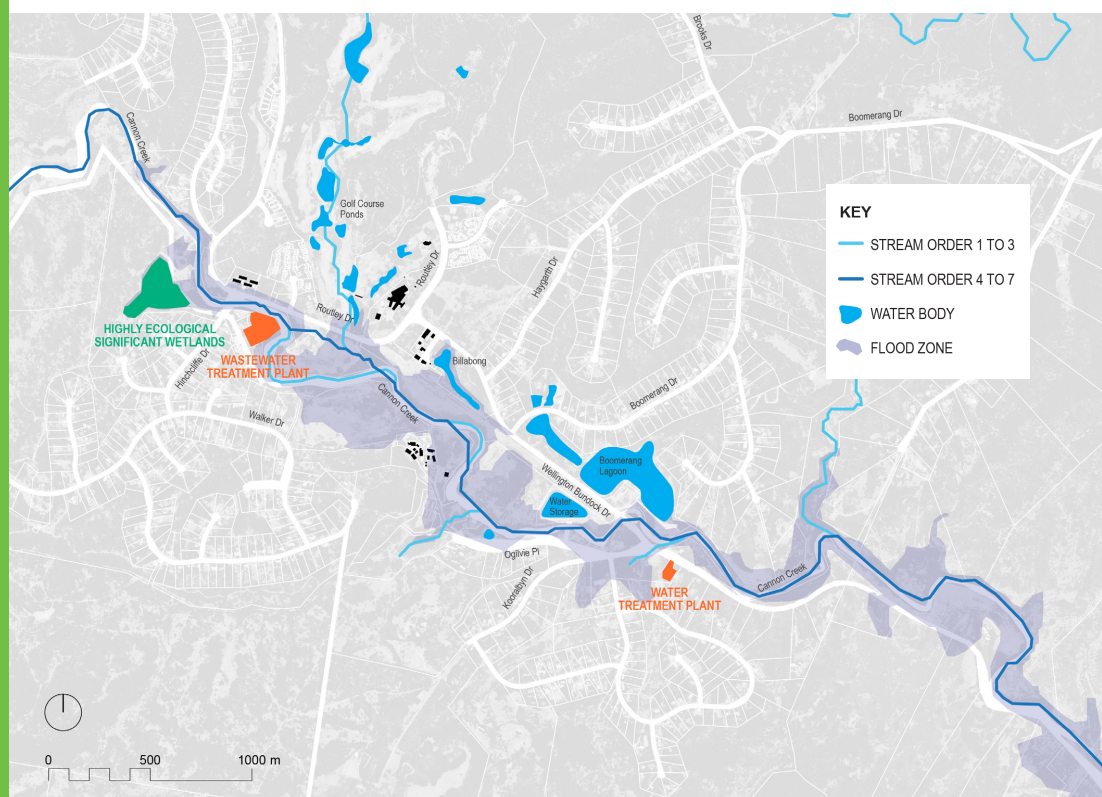 Brooks Dr
Boomerang Dr
Cannon Creek
KEY
STREAM ORDER 1 TO 3
STREAM ORDER 4 TO 7
WATER BODY
FLOOD ZONE
Golf Course
Ponds
Routley Dr
Haygarth Dr
Routley Dr
HIGHLY ECOLOGICAL
SIGNIFICANT WETLANDS
WASTEWATER
TREATMENT PLANT
Hinchcliffe Dr
Billabong
Cannon Creek
Boomerang Dr
Walker Dr
Boomerang
Lagoon
Wellington Bundock Dr
Water
Storage
Ogilvie Pl
Kooralbyn Dr
Cannon Creek
WATER
TREATMENT PLANT
0 500 1000 m